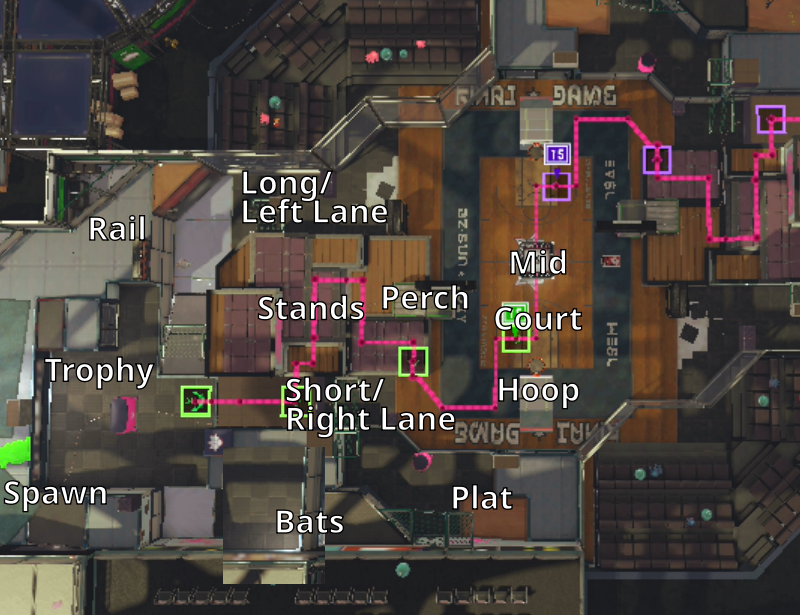 Long/
Left Lane
Rail
Mid
Stands
Perch
Court
Trophy
Short/
Right Lane
Hoop
Spawn
Plat
Bats
15